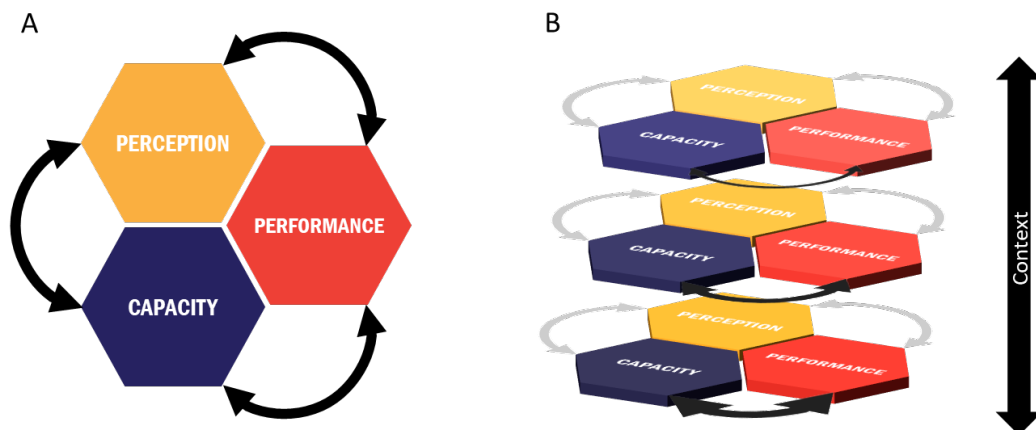 A
PERCEPTION
PERFORMANCE
CAPACITY
B
PERCEPTION
CAPACITY
PERFORMANCE
PERCEPTION
CAPACITY
PERFORMANCE
PERCEPTION
CAPACITY
PERFORMANCE
Context